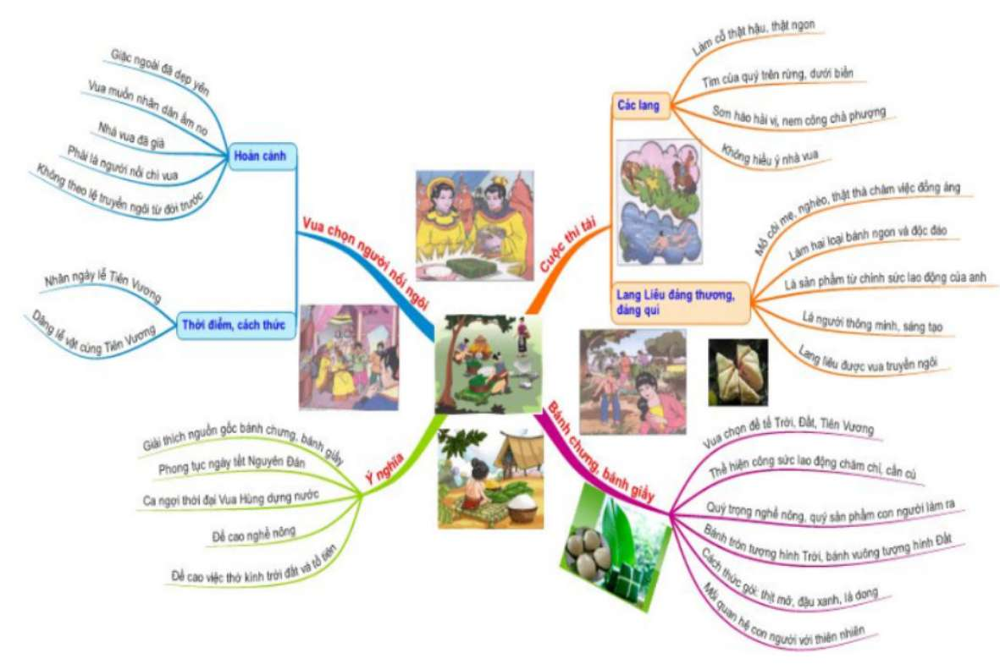 Vua chọn người nối ngôi
Hoàn cảnh
Giặc ngoài đã dẹp yên
Vua muốn nhân dân ấm no
Nhà vua đã già
Phải là người nối chí vua
Không theo lệ truyền ngôi từ đời trước
Thời điểm, cách thức
Nhân ngày lễ Tiên Vương
Dâng lễ vật cúng Tiên Vương
Cuộc thi tài
Các lang
Làm cỗ thật hậu, thật ngon
Tìm của quý trên rừng, dưới biển
Sơn hào hải vị, nem công chả phượng
Không hiểu ý nhà vua
Lang Liêu đáng thương,
đáng quí
Mồ côi mẹ, nghèo, thật thà chăm việc đồng áng
Làm hai loại bánh ngon và độc đáo
Là sản phẩm từ chính sức lao động của anh
Là người thông minh, sáng tạo
Lang liêu được vua truyền ngôi
Bánh chưng, bánh giầy
Vua chọn để tế Trời, Đất, Tiên Vương
Thể hiện công sức lao động chăm chỉ, cần cù
Quý trọng nghề nông, quý sản phẩm con người làm ra
Bánh tròn tượng hình Trời, bánh vuông tượng hình Đất
Cách thức gói: thịt mỡ, đậu xanh, lá dong
Mối quan hệ con người với thiên nhiên
Ý nghĩa
Giải thích nguồn gốc bánh chưng, bánh giầy
Phong tục ngày tết Nguyên Đán
Ca ngợi thời đại Vua Hùng dựng nước
Đề cao nghề nông
Đề cao việc thờ kính trời đất và tổ tiên